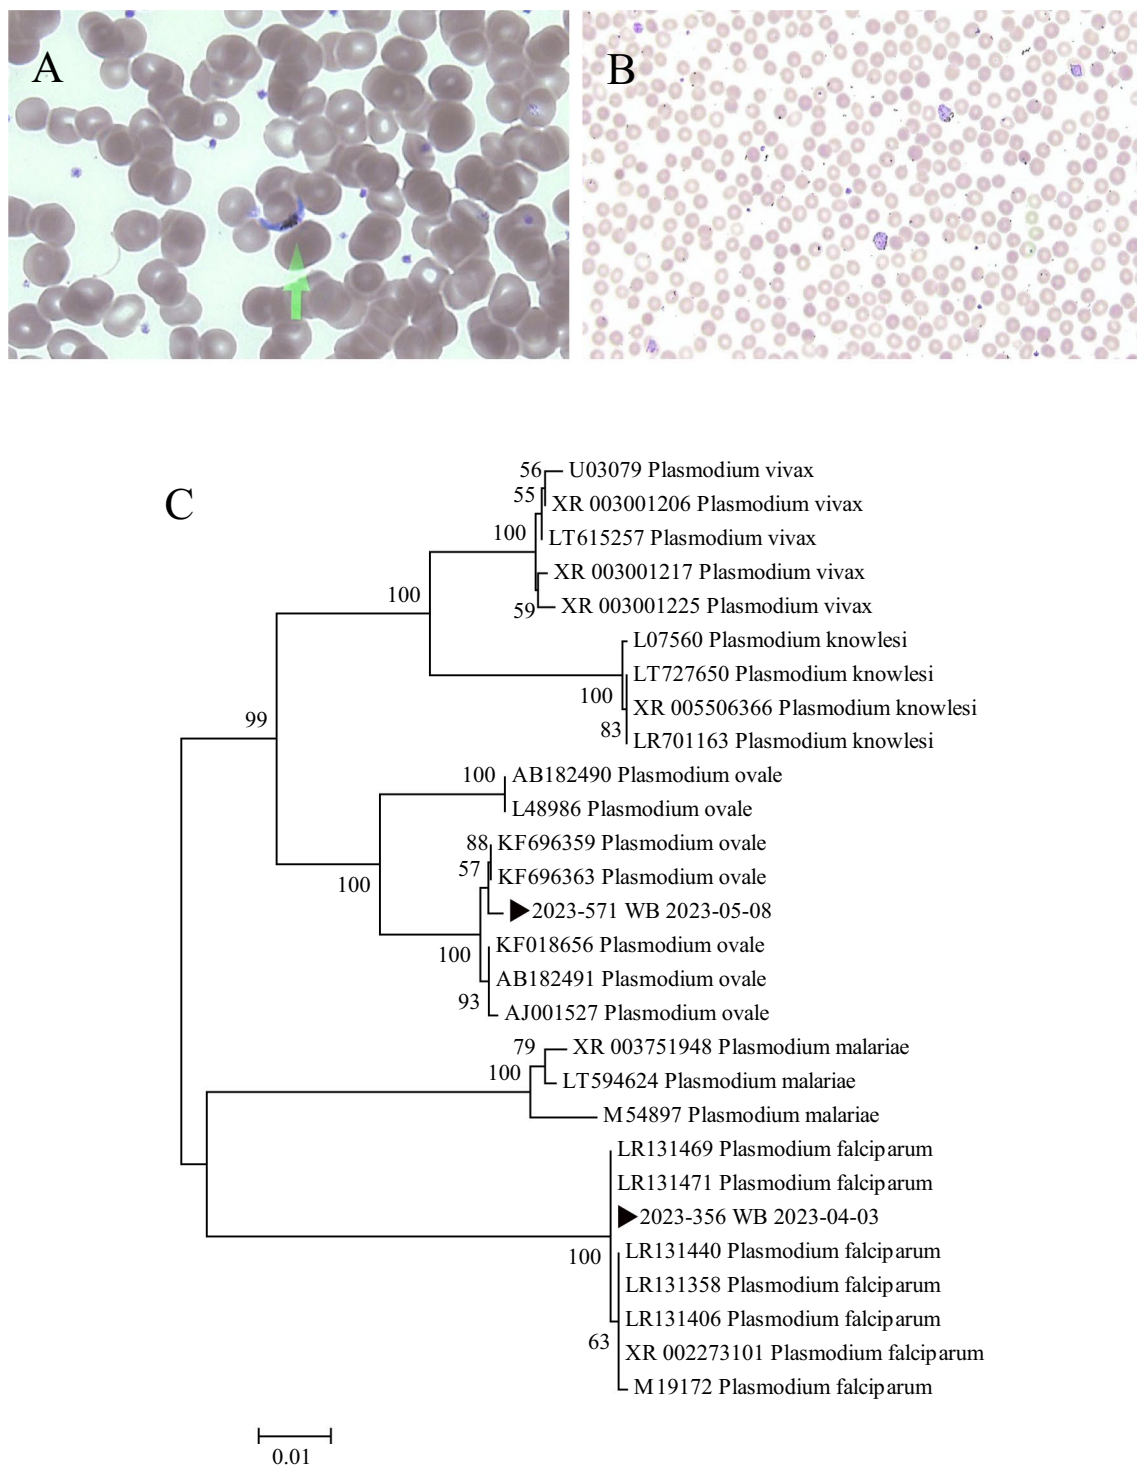 A
B
C
56
U03079 Plasmodium vivax
55
XR 003001206 Plasmodium vivax
100
LT615257 Plasmodium vivax
XR 003001217 Plasmodium vivax
100
59
XR 003001225 Plasmodium vivax
L07560 Plasmodium knowlesi
LT727650 Plasmodium knowlesi
100
XR 005506366 Plasmodium knowlesi
99
83
LR701163 Plasmodium knowlesi
100
AB182490 Plasmodium ovale
L48986 Plasmodium ovale
88
KF696359 Plasmodium ovale
57
KF696363 Plasmodium ovale
100
2023-571 WB 2023-05-08
KF018656 Plasmodium ovale
100
AB182491 Plasmodium ovale
93
AJ001527 Plasmodium ovale
79
XR 003751948 Plasmodium malariae
100
LT594624 Plasmodium malariae
M54897 Plasmodium malariae
LR131469 Plasmodium falciparum
LR131471 Plasmodium falciparum
2023-356 WB 2023-04-03
100
LR131440 Plasmodium falciparum
LR131358 Plasmodium falciparum
LR131406 Plasmodium falciparum
63
XR 002273101 Plasmodium falciparum
M19172 Plasmodium falciparum
0.01